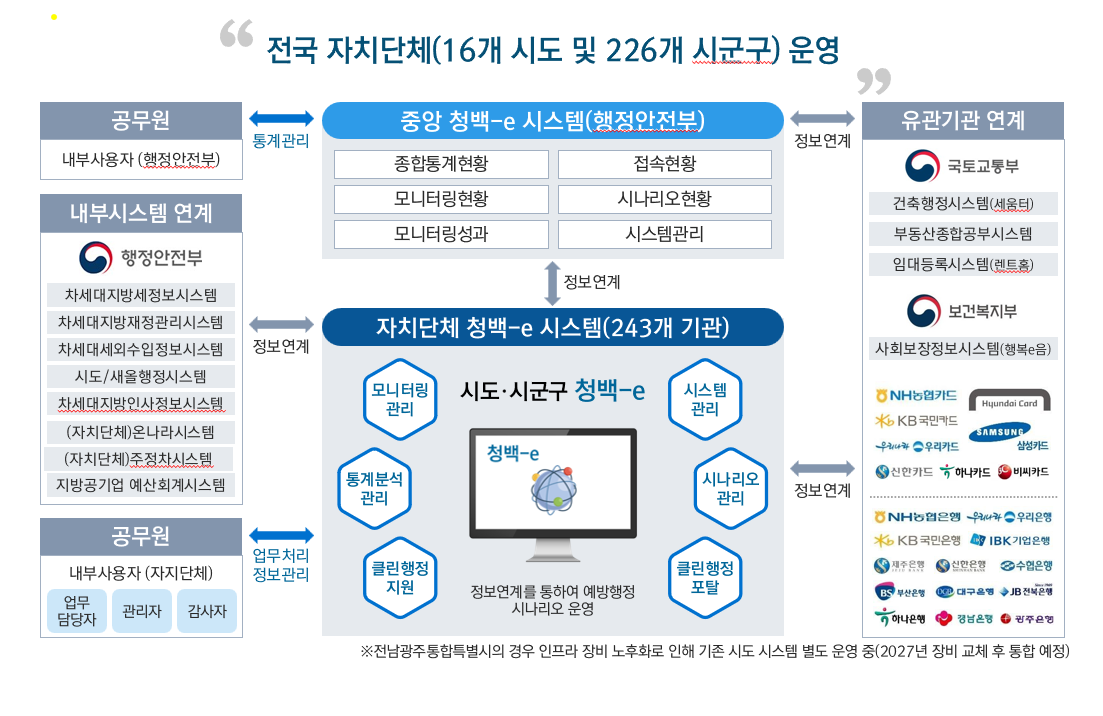 “ 전국 자치단체(16개 시도 및 226개 시군구) 운영 ”
공무원
내부사용자 (행정안전부)
통계관리
내부시스템 연계
행정안전부
차세대지방세정보시스템
차세대지방재정관리시스템
차세대세외수입정보시스템
시도/새올행정시스템
차세대지방인사정보시스템
(자치단체)온나라시스템
(자치단체)주정차시스템
지방공기업 예산회계시스템
정보연계
공무원
내부사용자 (자지단체)
업무
담당자
관리자
감사자
업무처리
정보관리
중앙 청백-e 시스템(행정안전부)
종합통계현황
접속현황
모니터링현황
시나리오현황
모니터링성과
시스템관리
정보연계
자치단체 청백-e 시스템(243개 기관)
모니터링
관리
시도·시군구 청백-e
시스템
관리
청백-e
통계분석
관리
시나리오
관리
클린행정
지원
클린행정
포탈
정보연계를 통하여 예방행정
시나리오 운영
정보연계
유관기관 연계
국토교통부
건축행정시스템(세움터)
부동산종합공부시스템
임대등록시스템(렌트홈)
보건복지부
사회보장정보시스템(행복e음)
정보연계
NH농협카드
Hyundai Card
KB국민카드
SAMSUNG
삼성카드
우리나라 우리카드
신한카드
하나카드
비씨카드
NH농협은행
우리나라 우리은행
KB국민은행
IBK기업은행
제주은행
신한은행
수협은행
BS 부산은행
DGB 대구은행
JB전북은행
하나은행
경남은행
광주은행
※전남광주통합특별시의 경우 인프라 장비 노후화로 인해 기존 시도 시스템 별도 운영 중(2027년 장비 교체 후 통합 예정)